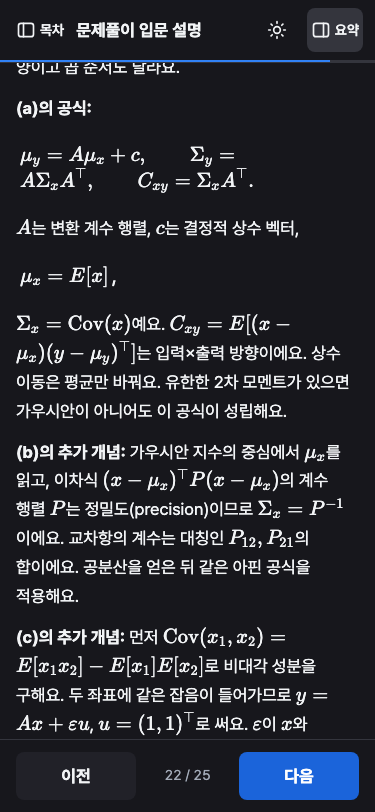 목차 문제풀이 입문 설명 요약
양이고 곱 순서도 달라요.
(a)의 공식:
μ_y = Aμ_x + c, Σ_y =
AΣ_xA^⊤, C_xy = Σ_xA^⊤.
A는 변환 계수 행렬, c는 결정적 상수 벡터,
μ_x = E[x],
Σ_x = Cov(x)예요. C_xy = E[(x −
μ_x)(y − μ_y)^⊤]는 입력×출력 방향이에요. 상수
이동은 평균만 바꿔요. 유한한 2차 모멘트가 있으면
가우시안이 아니어도 이 공식이 성립해요.
(b)의 추가 개념: 가우시안 지수의 중심에서 μ_x를
읽고, 이차식 (x − μ_x)^⊤P(x − μ_x)의 계수
행렬 P는 정밀도(precision)이므로 Σ_x = P^−1
이에요. 교차항의 계수는 대칭인 P_12, P_21의
합이에요. 공분산을 얻은 뒤 같은 아핀 공식을
적용해요.
(c)의 추가 개념: 먼저 Cov(x_1, x_2) =
E[x_1x_2] − E[x_1]E[x_2]로 비대각 성분을
구해요. 두 좌표에 같은 잡음이 들어가므로 y =
Ax + εu, u = (1, 1)^⊤로 써요. ε이 x와
이전 22 / 25 다음